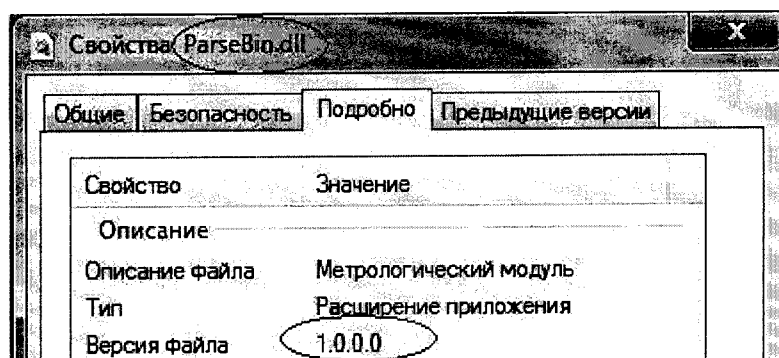 Свойства: ParseBin.dll
Общие Безопасность Подробно Предыдущие версии
Свойство Значение
Описание
Описание файла Метрологический модуль
Тип Расширение приложения
Версия файла 1.0.0.0